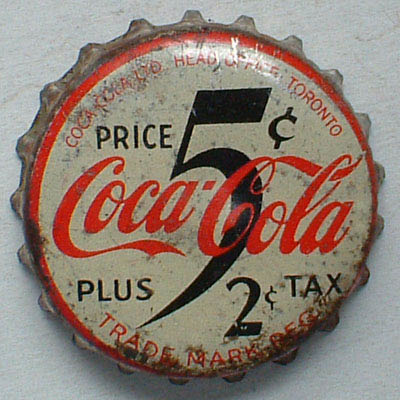 COCA-COLA LTD. HEAD OFFICE, TORONTO
PRICE 5¢
Coca-Cola
PLUS 2¢ TAX
TRADE MARK REG.